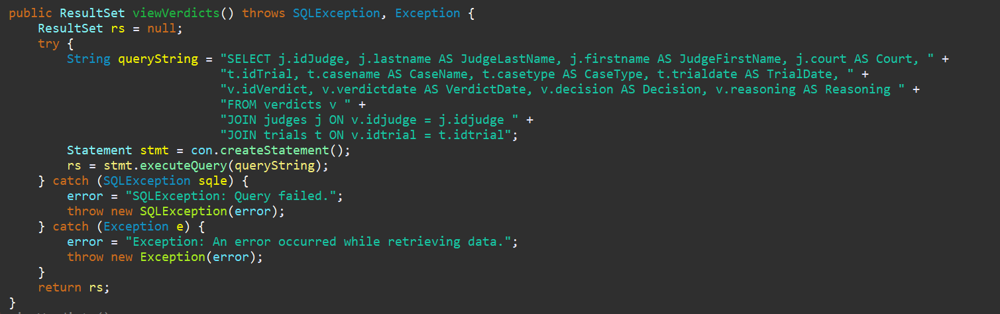 public ResultSet viewVerdicts() throws SQLException, Exception {
    ResultSet rs = null;
    try {
        String queryString = "SELECT j.idJudge, j.lastname AS JudgeLastName, j.firstname AS JudgeFirstName, j.court AS Court, " +
                             "t.idTrial, t.casename AS CaseName, t.casetype AS CaseType, t.trialdate AS TrialDate, " +
                             "v.idVerdict, v.verdictdate AS VerdictDate, v.decision AS Decision, v.reasoning AS Reasoning " +
                             "FROM verdicts v " +
                             "JOIN judges j ON v.idjudge = j.idjudge " +
                             "JOIN trials t ON v.idtrial = t.idtrial";
        Statement stmt = con.createStatement();
        rs = stmt.executeQuery(queryString);
    } catch (SQLException sqle) {
        error = "SQLException: Query failed.";
        throw new SQLException(error);
    } catch (Exception e) {
        error = "Exception: An error occurred while retrieving data.";
        throw new Exception(error);
    }
    return rs;
}